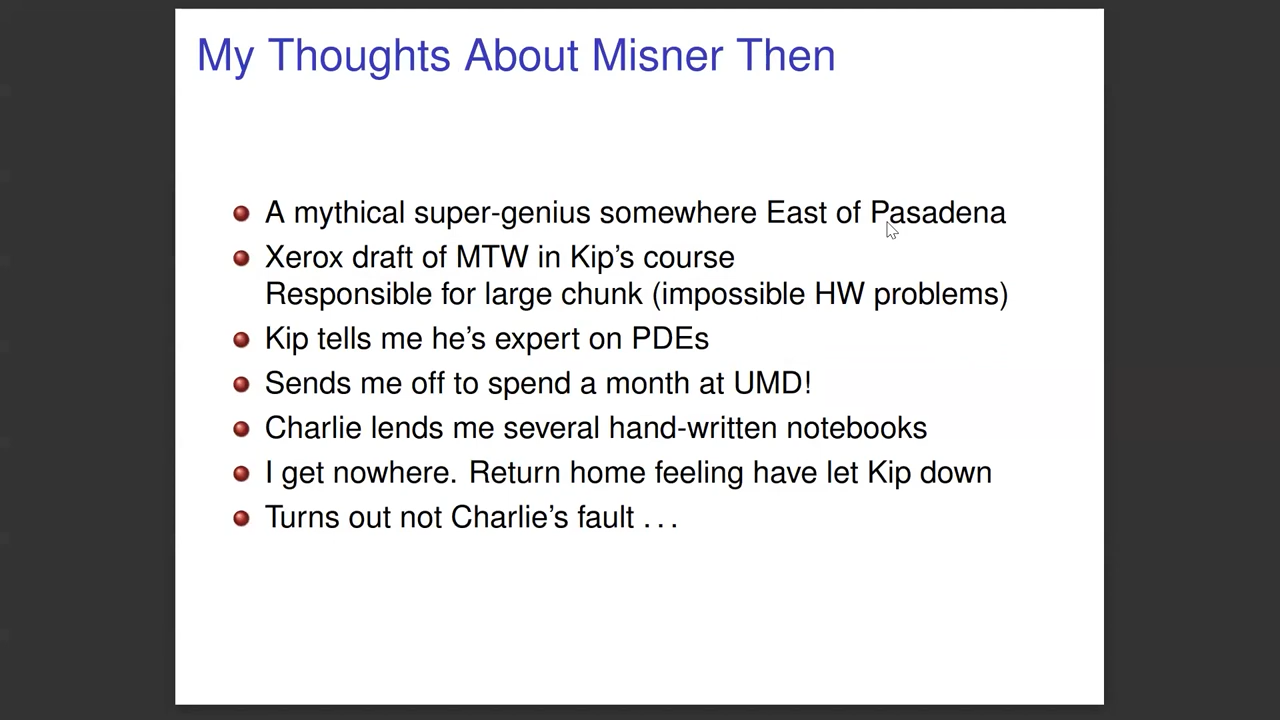 My Thoughts About Misner Then
A mythical super-genius somewhere East of Pasadena
Xerox draft of MTW in Kip's course
Responsible for large chunk (impossible HW problems)
Kip tells me he's expert on PDEs
Sends me off to spend a month at UMD!
Charlie lends me several hand-written notebooks
I get nowhere. Return home feeling have let Kip down
Turns out not Charlie's fault . . .